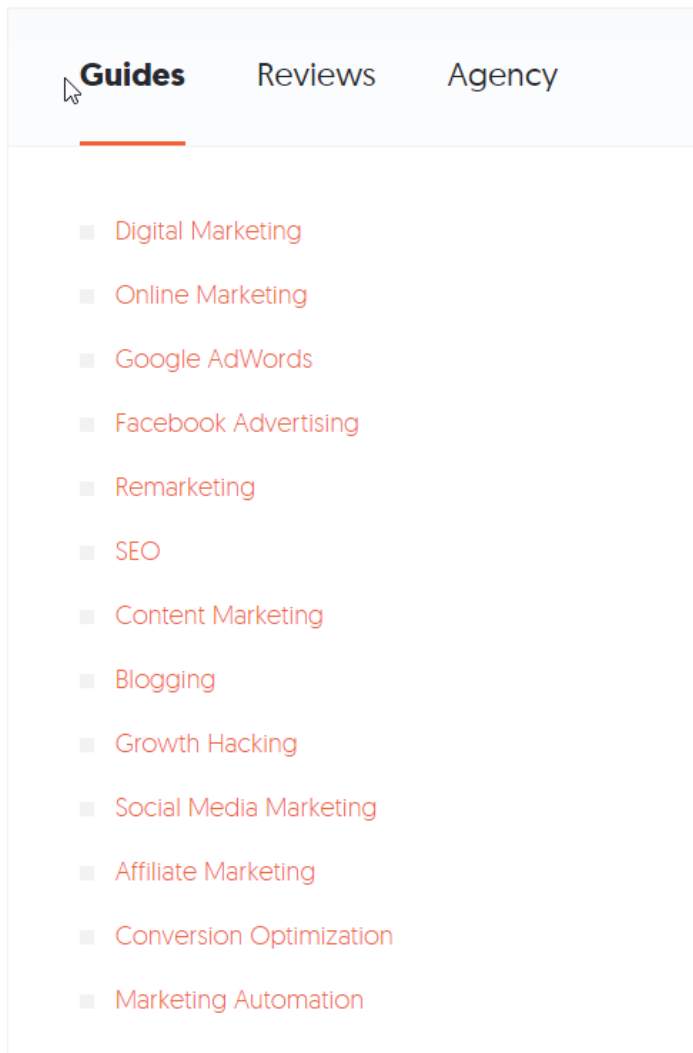 Guides Reviews Agency
Digital Marketing
Online Marketing
Google AdWords
Facebook Advertising
Remarketing
SEO
Content Marketing
Blogging
Growth Hacking
Social Media Marketing
Affiliate Marketing
Conversion Optimization
Marketing Automation